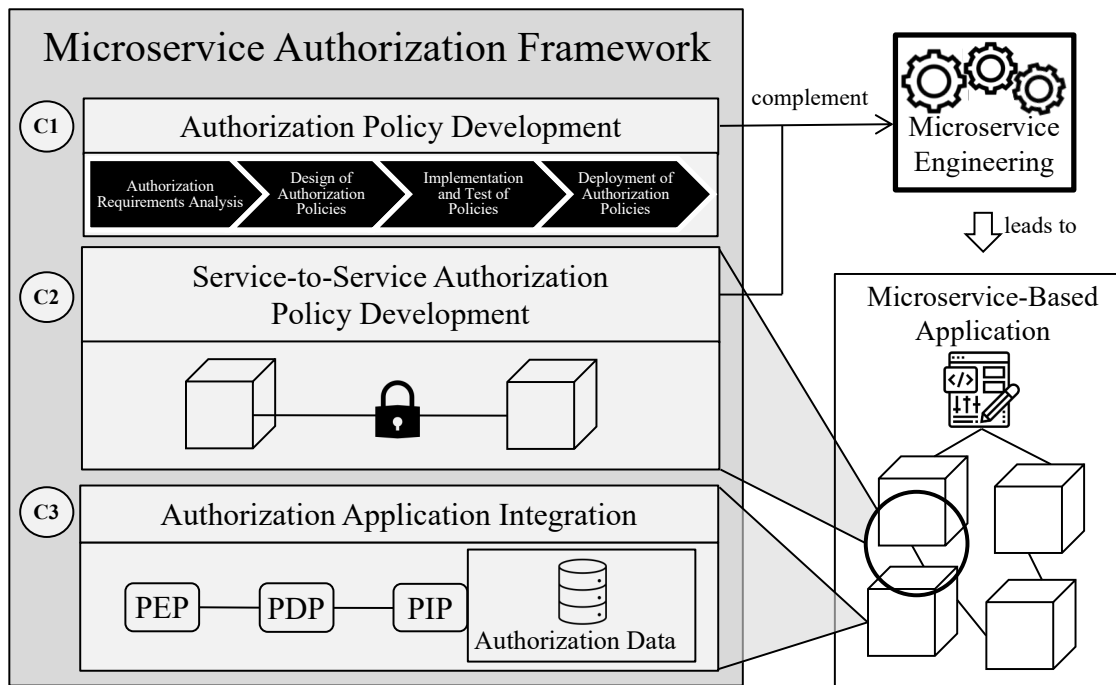 Microservice Authorization Framework
C1
Authorization Policy Development
Authorization
Requirements Analysis
Design of
Authorization
Policies
Implementation
and Test of
Policies
Deployment of
Authorization
Policies
C2
Service-to-Service Authorization
Policy Development
C3
Authorization Application Integration
PEP
PDP
PIP
Authorization Data
complement
Microservice
Engineering
leads to
Microservice-Based
Application
</>